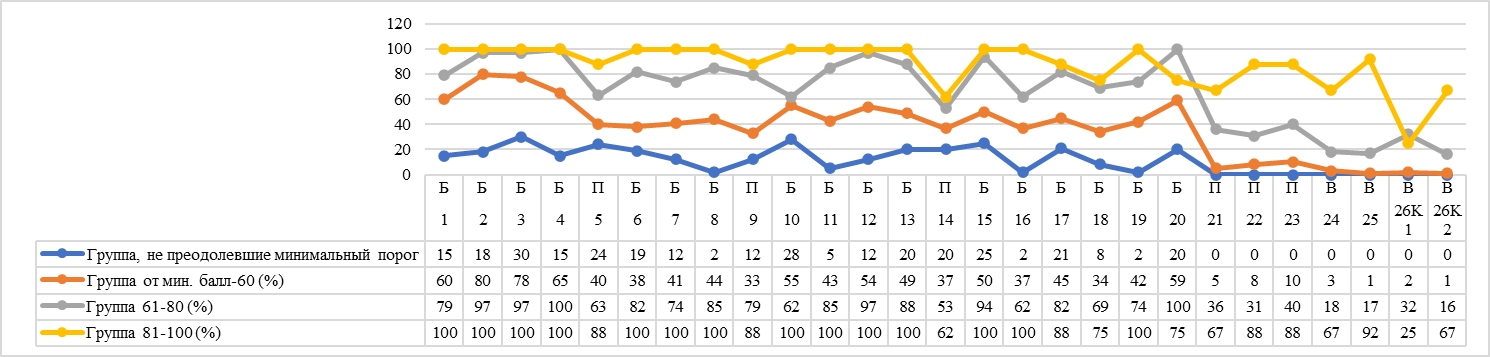 120
100
80
60
40
20
0
Б Б Б Б П Б Б Б П Б Б Б Б П Б Б Б Б Б Б П П П В В В В
1 2 3 4 5 6 7 8 9 10 11 12 13 14 15 16 17 18 19 20 21 22 23 24 25 26К1 26К2
Группа, не преодолевшие минимальный порог 15 18 30 15 24 19 12 2 12 28 5 12 20 20 25 2 21 8 2 20 0 0 0 0 0 0 0
Группа от мин. балл-60 (%) 60 80 78 65 40 38 41 44 33 55 43 54 49 37 50 37 45 34 42 59 5 8 10 3 1 2 1
Группа 61-80 (%) 79 97 97 100 63 82 74 85 79 62 85 97 88 53 94 62 82 69 74 100 36 31 40 18 17 32 16
Группа 81-100 (%) 100 100 100 100 88 100 100 100 88 100 100 100 100 62 100 100 88 75 100 75 67 88 88 67 92 25 67